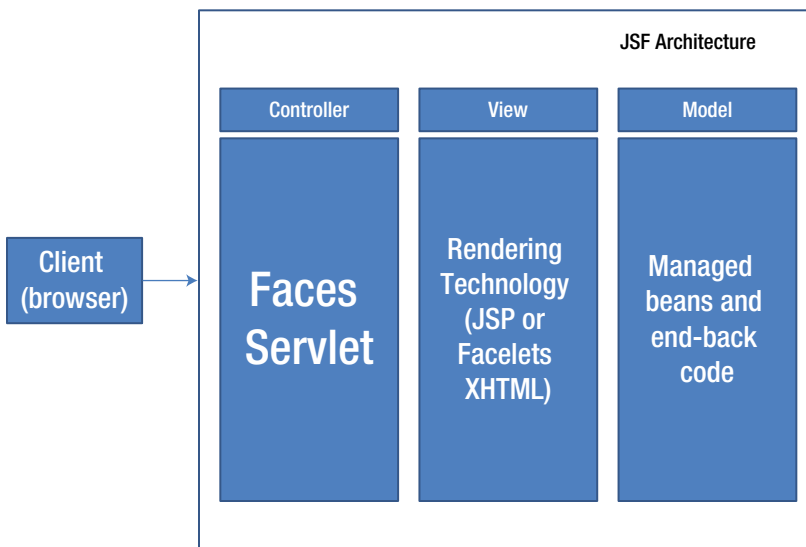 JSF Architecture
Controller
View
Model
Client
(browser)
Faces
Servlet
Rendering
Technology
(JSP or
Facelets
XHTML)
Managed
beans and
end-back
code